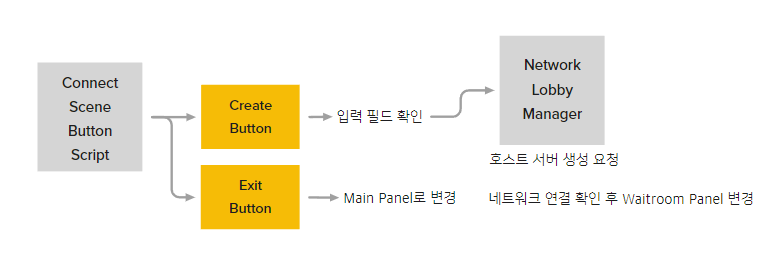 Connect
Scene
Button
Script
Create
Button
입력 필드 확인
Network
Lobby
Manager
호스트 서버 생성 요청
Exit
Button
Main Panel로 변경
네트워크 연결 확인 후 Waitroom Panel 변경